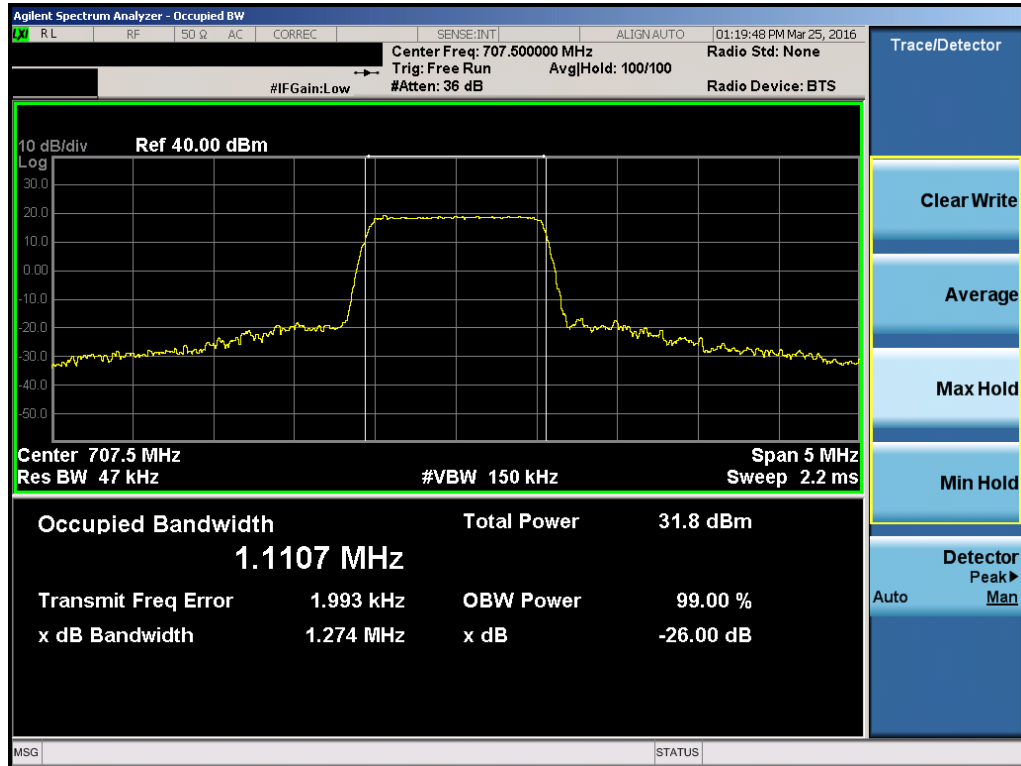 Agilent Spectrum Analyzer - Occupied BW
LXI RL RF 50 Ω AC CORREC SENSE:INT ALIGN AUTO 01:19:48 PM Mar 25, 2016
Center Freq: 707.500000 MHz Radio Std: None
Trig: Free Run Avg|Hold: 100/100
#IFGain:Low #Atten: 36 dB Radio Device: BTS
10 dB/div Ref 40.00 dBm
Log
30.0
20.0
10.0
0.00
-10.0
-20.0
-30.0
-40.0
-50.0
Center 707.5 MHz Span 5 MHz
Res BW 47 kHz #VBW 150 kHz Sweep 2.2 ms
Occupied Bandwidth Total Power 31.8 dBm
1.1107 MHz
Transmit Freq Error 1.993 kHz OBW Power 99.00 %
x dB Bandwidth 1.274 MHz x dB -26.00 dB
MSG STATUS
Trace/Detector
Clear Write
Average
Max Hold
Min Hold
Detector
Peak▶
Auto Man